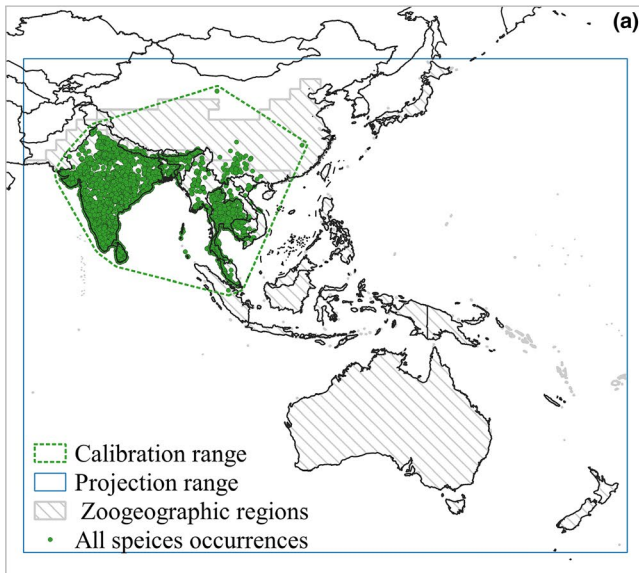 (a)
Calibration range
Projection range
Zoogeographic regions
All speices occurrences